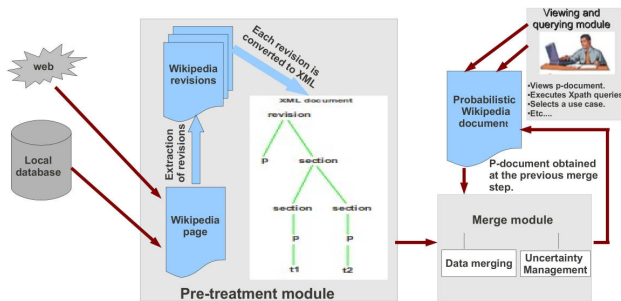 web
Local
database
Wikipedia
revisions
Each revision is
converted to XML
Extraction
of revisions
Wikipedia
page
XML document
revision
p
section
section
section
p
p
t1
t2
Pre-treatment module
Viewing and
querying module
•Views p-document.
•Executes Xpath queries
•Selects a use case.
•Etc....
Probabilistic
Wikipedia
document
P-document obtained
at the previous merge
step.
Merge module
Data merging
Uncertainty
Management